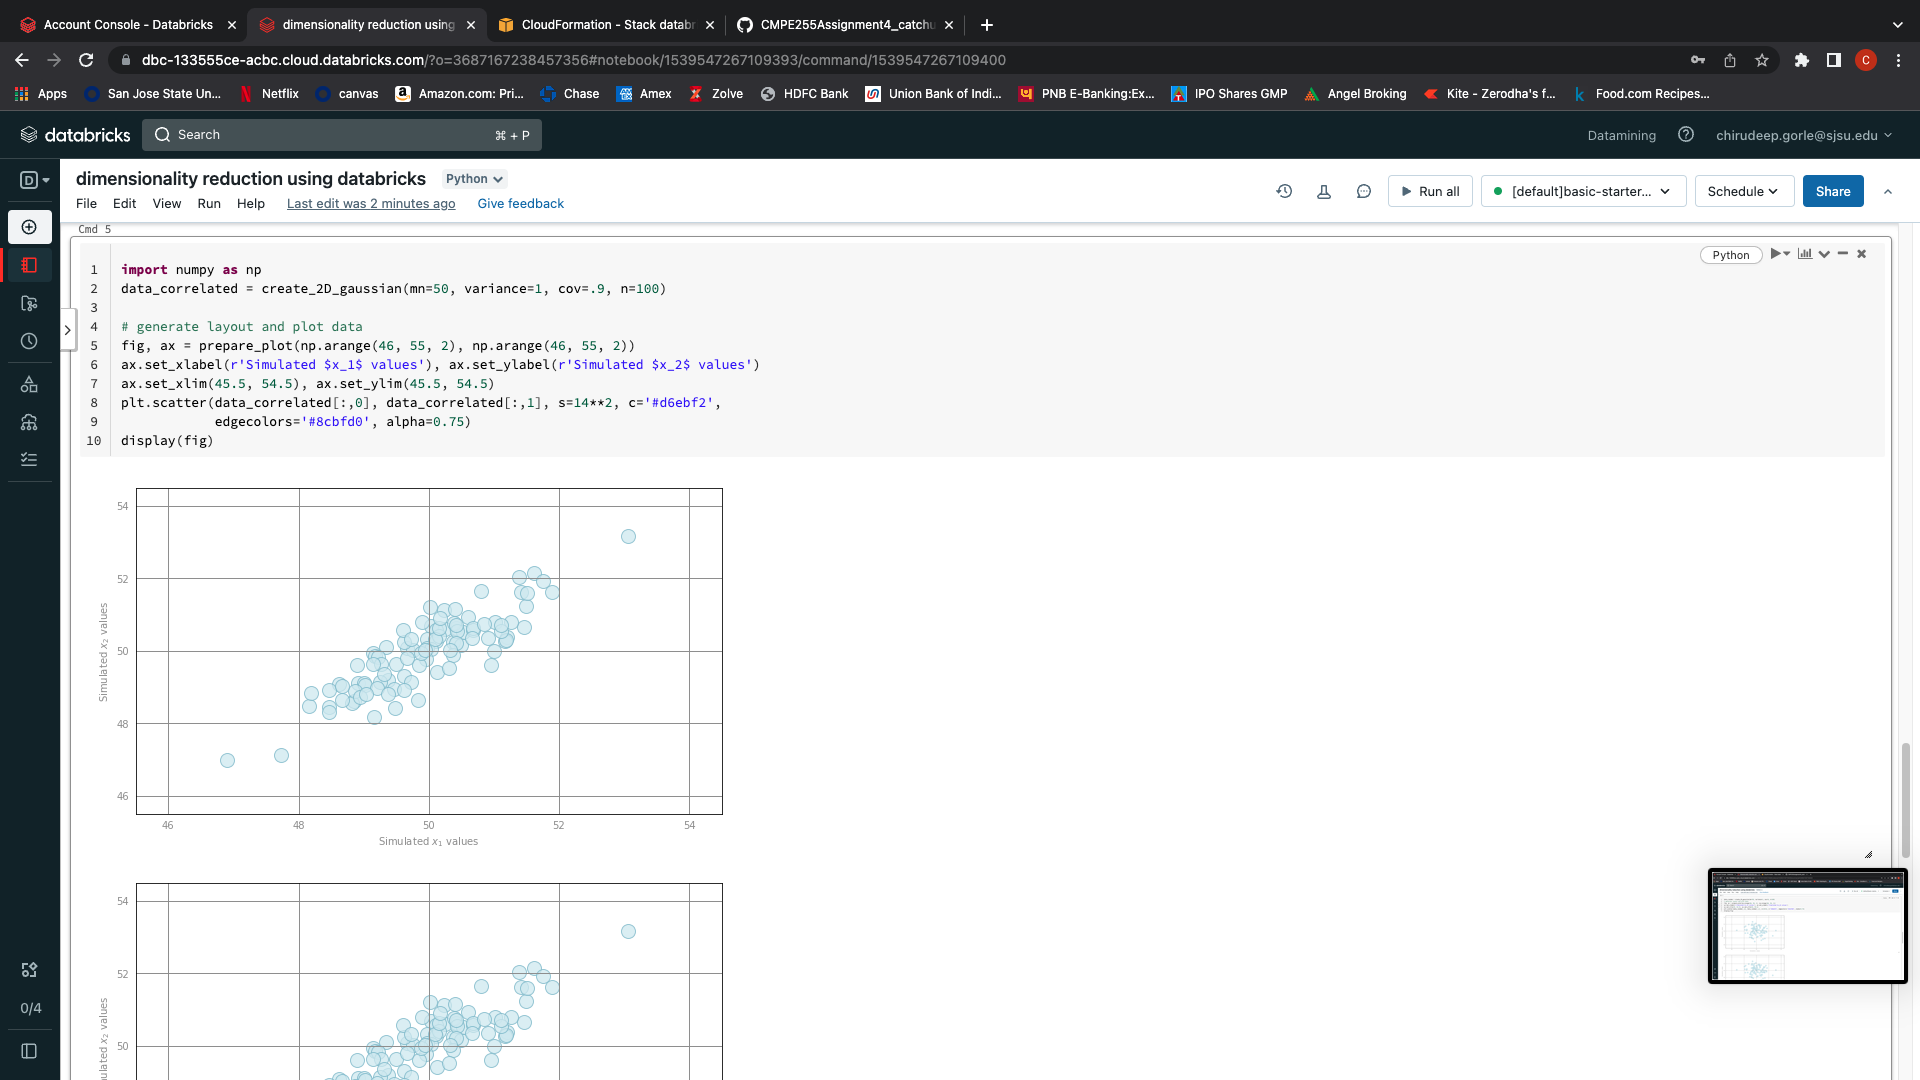 Account Console - Databricks
dimensionality reduction using
CloudFormation - Stack datab
CMPE255Assignment4_catch
dbc-133555ce-acbc.cloud.databricks.com/?o=3687167238457356#notebook/1539547267109393/command/1539547267109400
C
Apps
San Jose State Un...
Netflix
canvas
Amazon.com: Pri...
Chase
Amex
Zolve
HDFC Bank
Union Bank of Indi...
PNB E-Banking:Ex...
IPO Shares GMP
Angel Broking
Kite - Zerodha's f...
Food.com Recipes...
databricks
Search
⌘ + P
Datamining
chirudeep.gorle@sjsu.edu
D
dimensionality reduction using databricks
Python
File Edit View Run Help Last edit was 2 minutes ago Give feedback
Run all
[default]basic-starter...
Schedule
Share
Cmd 5
Python
1 import numpy as np
2 data_correlated = create_2D_gaussian(mn=50, variance=1, cov=.9, n=100)
3
4 # generate layout and plot data
5 fig, ax = prepare_plot(np.arange(46, 55, 2), np.arange(46, 55, 2))
6 ax.set_xlabel(r'Simulated $x_1$ values'), ax.set_ylabel(r'Simulated $x_2$ values')
7 ax.set_xlim(45.5, 54.5), ax.set_ylim(45.5, 54.5)
8 plt.scatter(data_correlated[:,0], data_correlated[:,1], s=14**2, c='#d6ebf2',
9 edgecolors='#8cbfd0', alpha=0.75)
10 display(fig)
54
52
50
48
46
Simulated x₂ values
46 48 50 52 54
Simulated x₁ values
54
52
50
ulated x₂ values
0/4